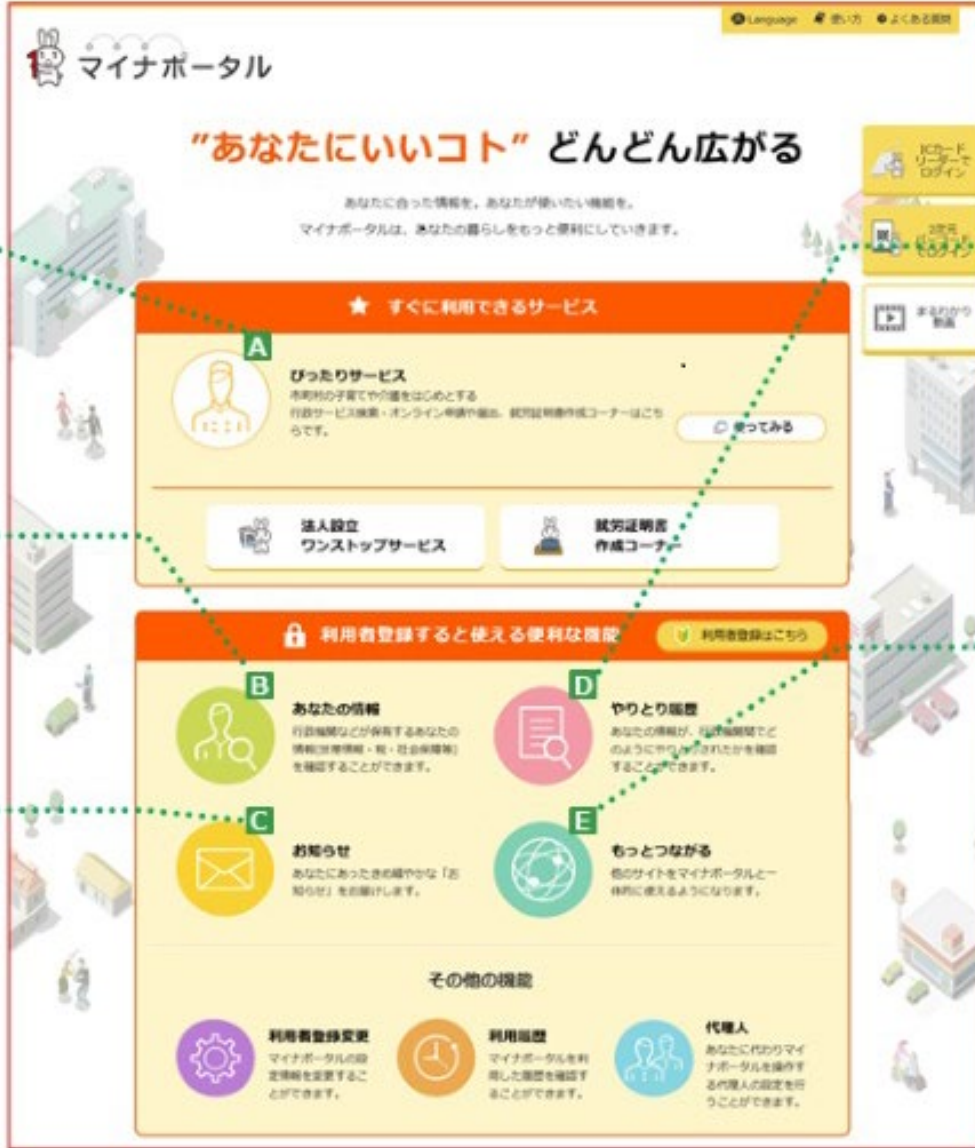 Language 使い方 よくある質問
マイナポータル
"あなたにいいコト" どんどん広がる
あなたに合った情報を。あなたが使いたい機能を。
マイナポータルは、あなたの暮らしをもっと便利にしていきます。
ICカード
リーダーで
ログイン
2次元
バーコード
でログイン
まるわかり
動画
すぐに利用できるサービス
A
ぴったりサービス
市町村の子育てや介護をはじめとする
行政サービス検索・オンライン申請や届出、就労証明書作成コーナーはこち
らです。
使ってみる
法人設立
ワンストップサービス
就労証明書
作成コーナー
利用者登録すると使える便利な機能
利用者登録はこちら
B
あなたの情報
行政機関などが保有するあなたの
情報(世帯情報・税・社会保障等)
を確認することができます。
D
やりとり履歴
あなたの情報が、行政機関間でど
のようにやりとりされたかを確認
することができます。
C
お知らせ
あなたにあったきめ細やかな「お
知らせ」をお届けします。
E
もっとつながる
他のサイトをマイナポータルと一
体的に使えるようになります。
その他の機能
利用者登録変更
マイナポータルの設
定情報を変更するこ
とができます。
利用履歴
マイナポータルを利
用した履歴を確認す
ることができます。
代理人
あなたに代わりマイ
ナポータルを操作す
る代理人の設定を行
うことができます。